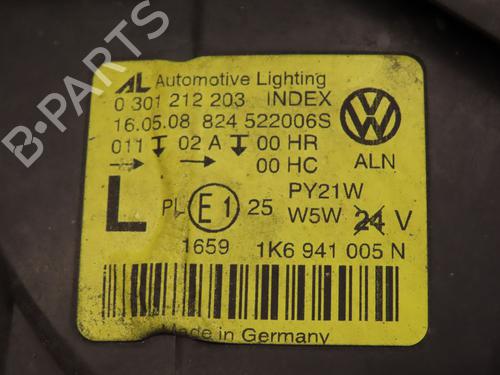 B-PARTS
AL Automotive Lighting
0 301 212 203 INDEX
16.05.08 824 522006S
011 02 A 00 HR
00 HC
ALN
L PL E1 25
PY21W
W5W 24 V
1659 1K6 941 005 N
Made in Germany